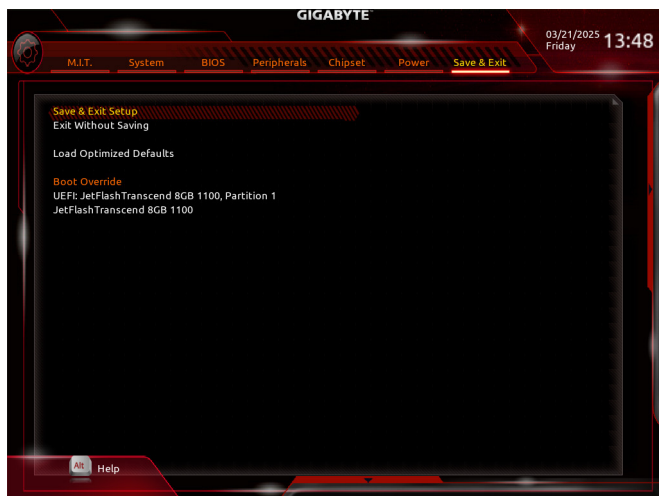 GIGABYTE™
03/21/2025
Friday
13:48
M.I.T. System BIOS Peripherals Chipset Power Save & Exit
Save & Exit Setup
Exit Without Saving
Load Optimized Defaults
Boot Override
UEFI: JetFlashTranscend 8GB 1100, Partition 1
JetFlashTranscend 8GB 1100
Alt Help